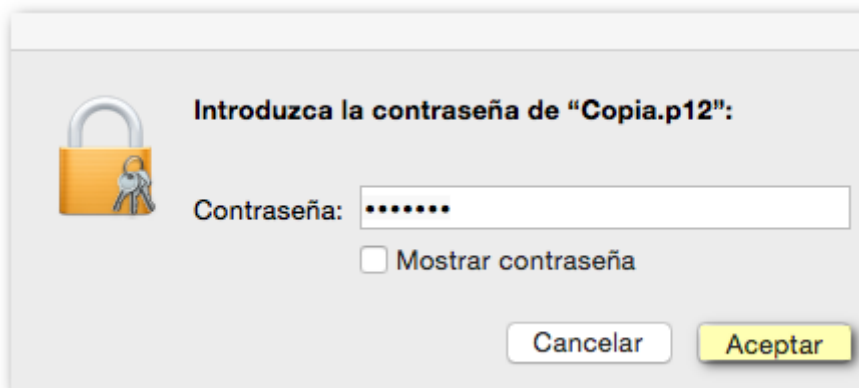 Introduzca la contraseña de “Copia.p12”:
Contraseña: •••••••
Mostrar contraseña
Cancelar Aceptar